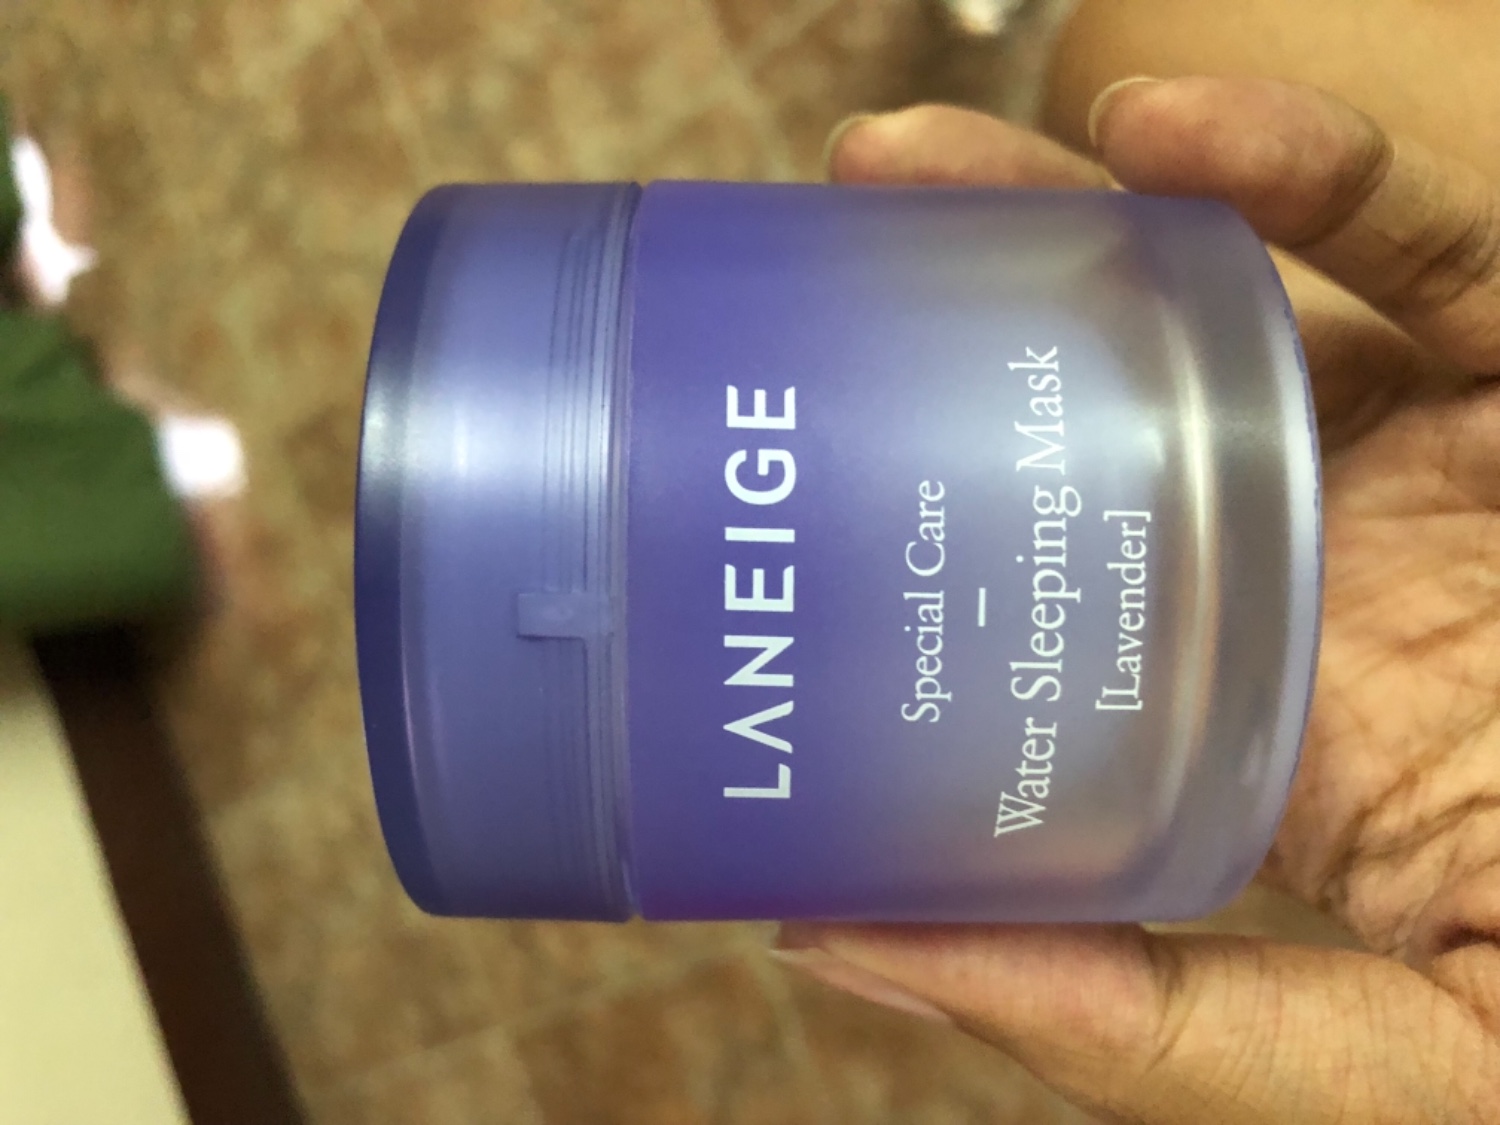 LANEIGE
Special Care
–
Water Sleeping Mask
[Lavender]